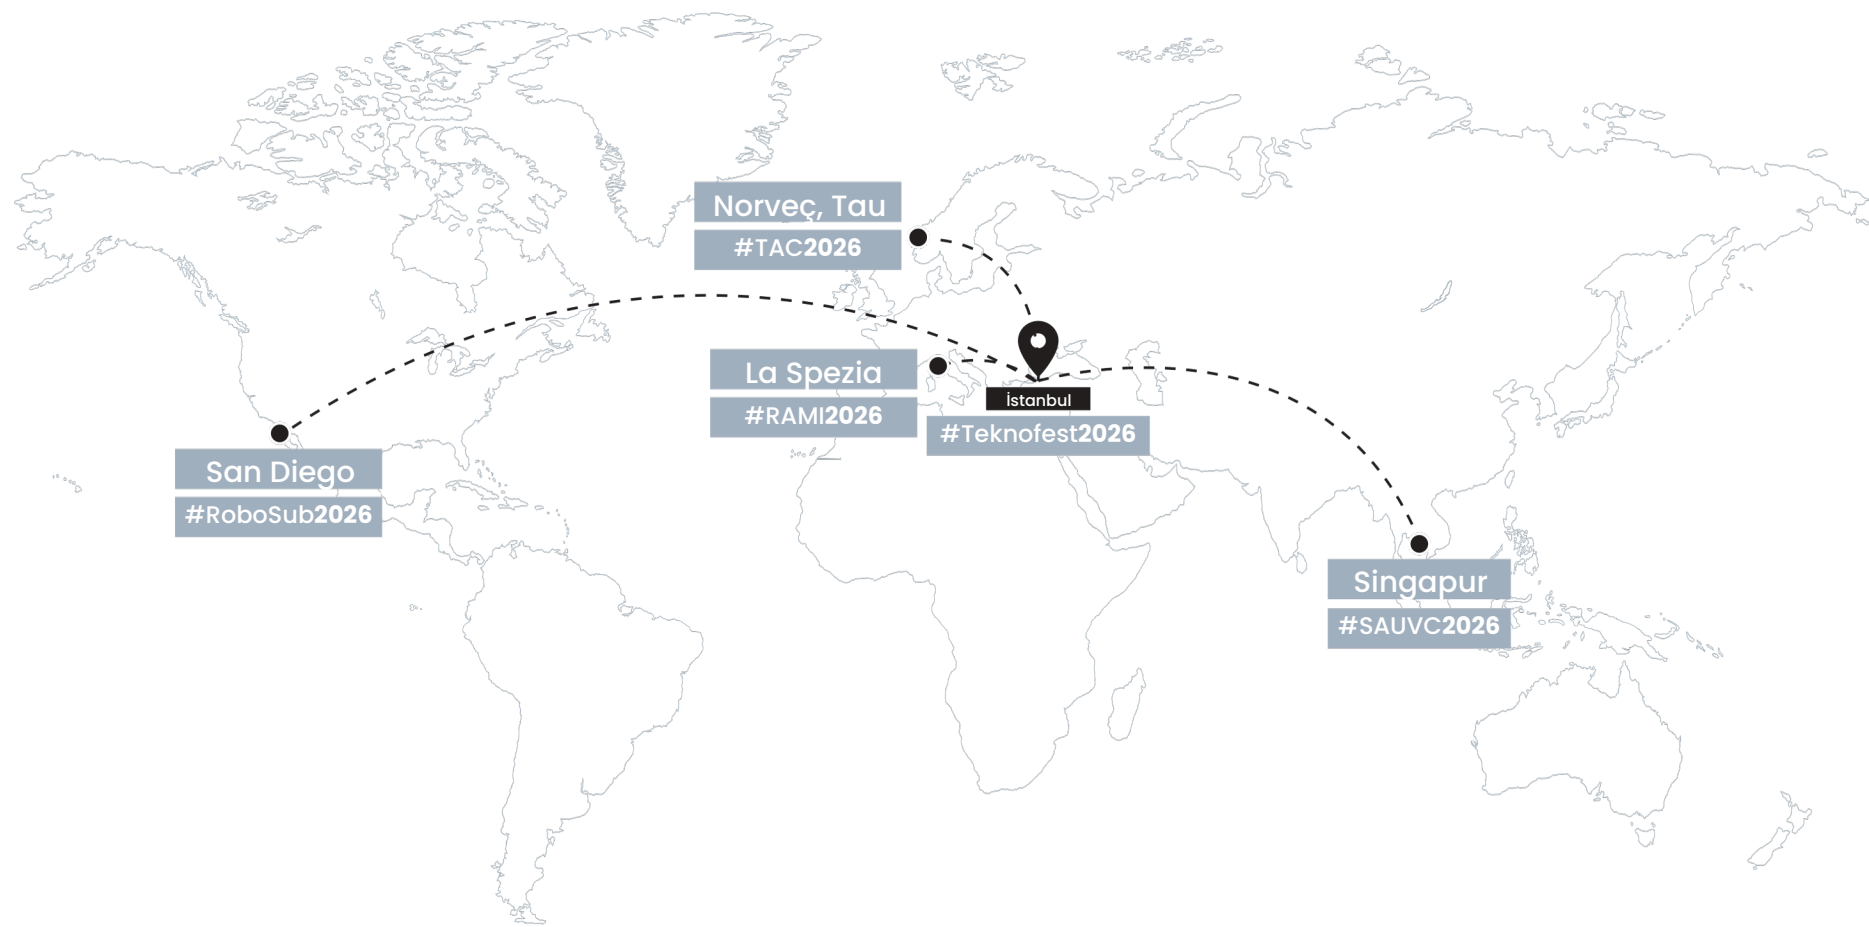 Norveç, Tau
#TAC2026
La Spezia
#RAMI2026
İstanbul
#Teknofest2026
San Diego
#RoboSub2026
Singapur
#SAUVC2026